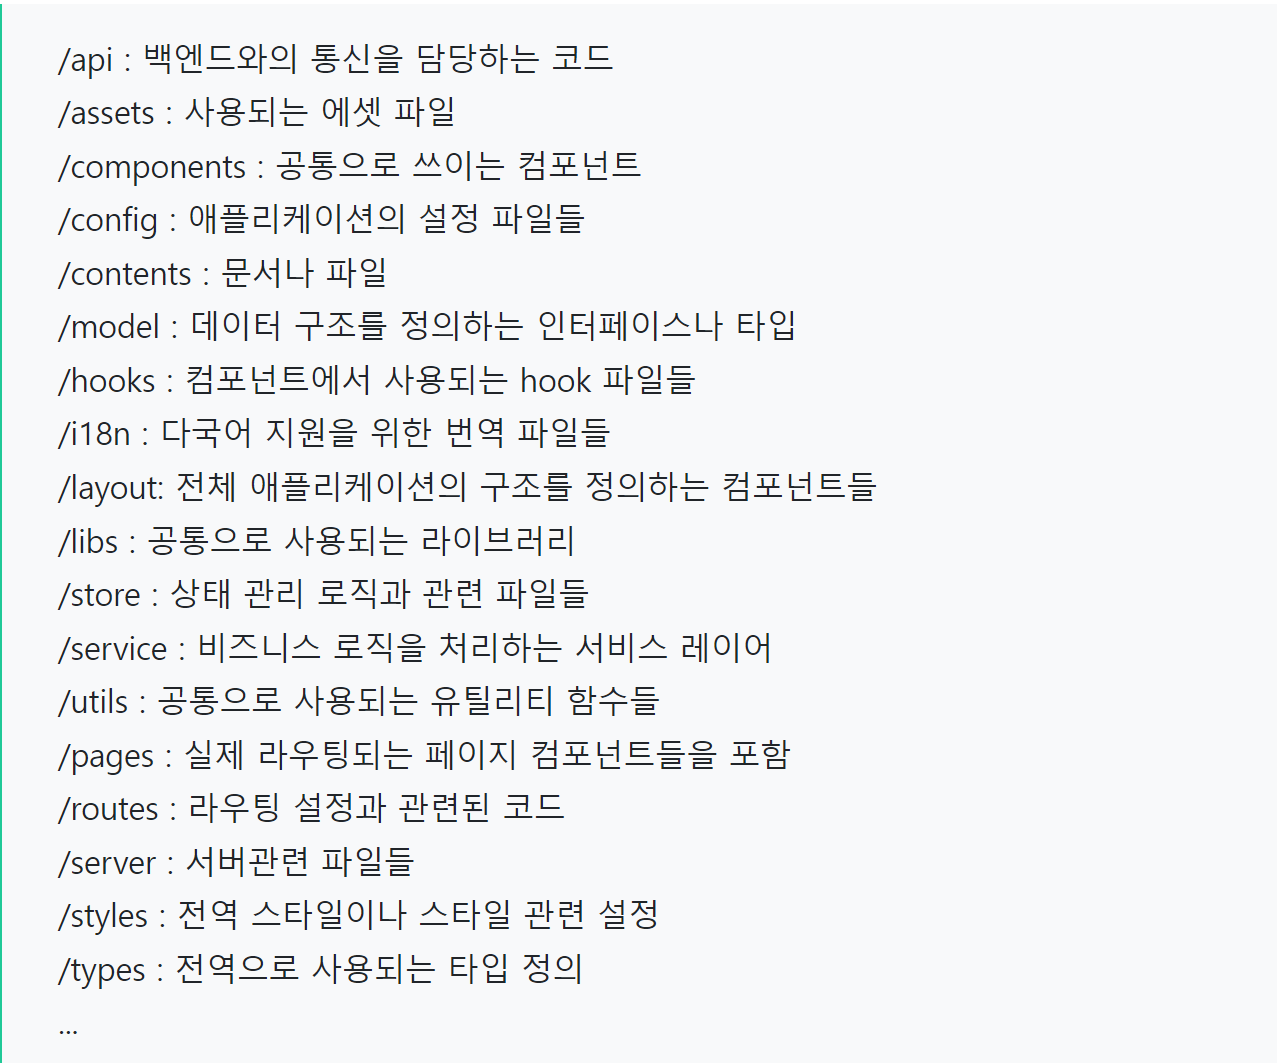 /api : 백엔드와의 통신을 담당하는 코드
/assets : 사용되는 에셋 파일
/components : 공통으로 쓰이는 컴포넌트
/config : 애플리케이션의 설정 파일들
/contents : 문서나 파일
/model : 데이터 구조를 정의하는 인터페이스나 타입
/hooks : 컴포넌트에서 사용되는 hook 파일들
/i18n : 다국어 지원을 위한 번역 파일들
/layout: 전체 애플리케이션의 구조를 정의하는 컴포넌트들
/libs : 공통으로 사용되는 라이브러리
/store : 상태 관리 로직과 관련 파일들
/service : 비즈니스 로직을 처리하는 서비스 레이어
/utils : 공통으로 사용되는 유틸리티 함수들
/pages : 실제 라우팅되는 페이지 컴포넌트들을 포함
/routes : 라우팅 설정과 관련된 코드
/server : 서버관련 파일들
/styles : 전역 스타일이나 스타일 관련 설정
/types : 전역으로 사용되는 타입 정의
...